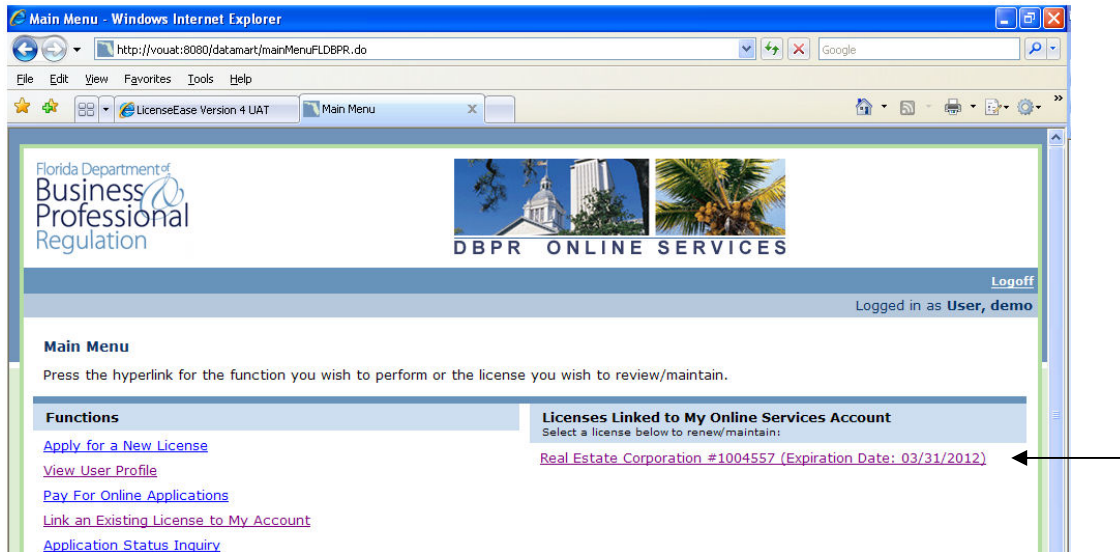 Main Menu - Windows Internet Explorer
http://vouat:8080/datamart/mainMenuFLDBPR.do
Google
File Edit View Favorites Tools Help
LicenseEase Version 4 UAT
Main Menu
Florida Department of
Business &
Professional
Regulation
DBPR ONLINE SERVICES
Logoff
Logged in as User, demo
Main Menu
Press the hyperlink for the function you wish to perform or the license you wish to review/maintain.
Functions
Apply for a New License
View User Profile
Pay For Online Applications
Link an Existing License to My Account
Application Status Inquiry
Licenses Linked to My Online Services Account
Select a license below to renew/maintain:
Real Estate Corporation #1004557 (Expiration Date: 03/31/2012)